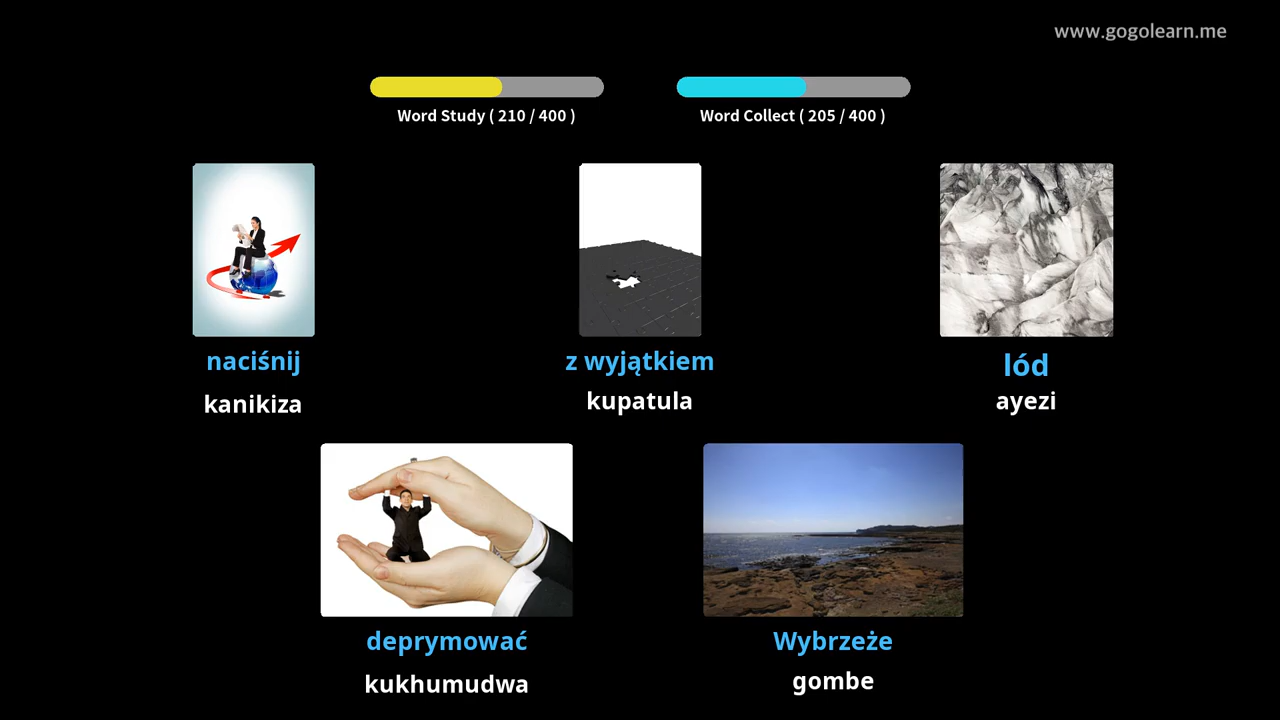 www.gogolearn.me
Word Study ( 210 / 400 )
Word Collect ( 205 / 400 )
naciśnij
kanikiza
z wyjątkiem
kupatula
lód
ayezi
deprymować
kukhumudwa
Wybrzeże
gombe